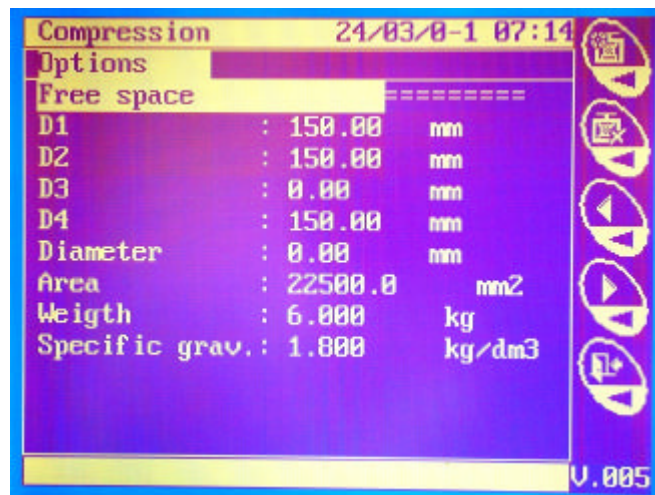 Compression 24/03/0-1 07:14
Options
Free space =========
D1 : 150.00 mm
D2 : 150.00 mm
D3 : 0.00 mm
D4 : 150.00 mm
Diameter : 0.00 mm
Area : 22500.0 mm2
Weigth : 6.000 kg
Specific grav.: 1.800 kg/dm3
V.005